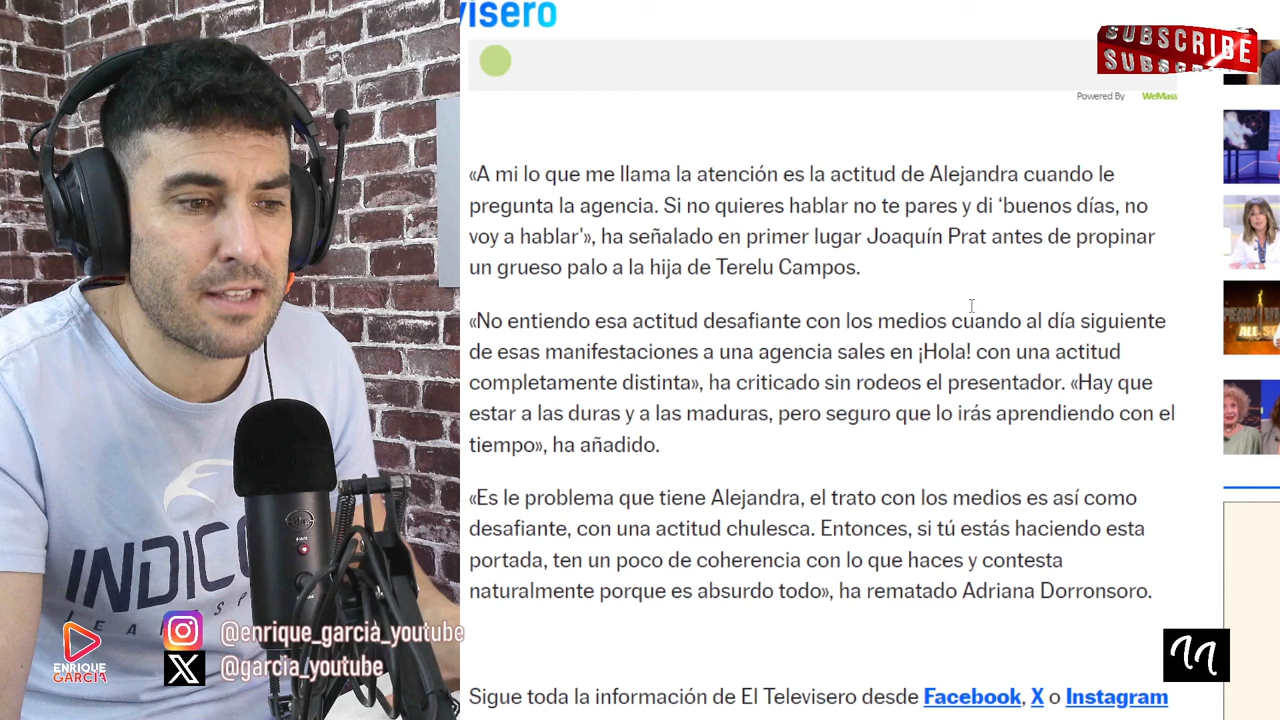 visero
SUBSCRIBE
Powered By WeMass
«A mi lo que me llama la atención es la actitud de Alejandra cuando le
pregunta la agencia. Si no quieres hablar no te pares y di ‘buenos días, no
voy a hablar'», ha señalado en primer lugar Joaquín Prat antes de propinar
un grueso palo a la hija de Terelu Campos.
«No entiendo esa actitud desafiante con los medios cuando al día siguiente
de esas manifestaciones a una agencia sales en ¡Hola! con una actitud
completamente distinta», ha criticado sin rodeos el presentador. «Hay que
estar a las duras y a las maduras, pero seguro que lo irás aprendiendo con el
tiempo», ha añadido.
«Es le problema que tiene Alejandra, el trato con los medios es así como
desafiante, con una actitud chulesca. Entonces, si tú estás haciendo esta
portada, ten un poco de coherencia con lo que haces y contesta
naturalmente porque es absurdo todo», ha rematado Adriana Dorronsoro.
Sigue toda la información de El Televisero desde Facebook, X o Instagram
INDICO
ENRIQUE
GARCIA
@enrique_garcia_youtube
@garcia_youtube